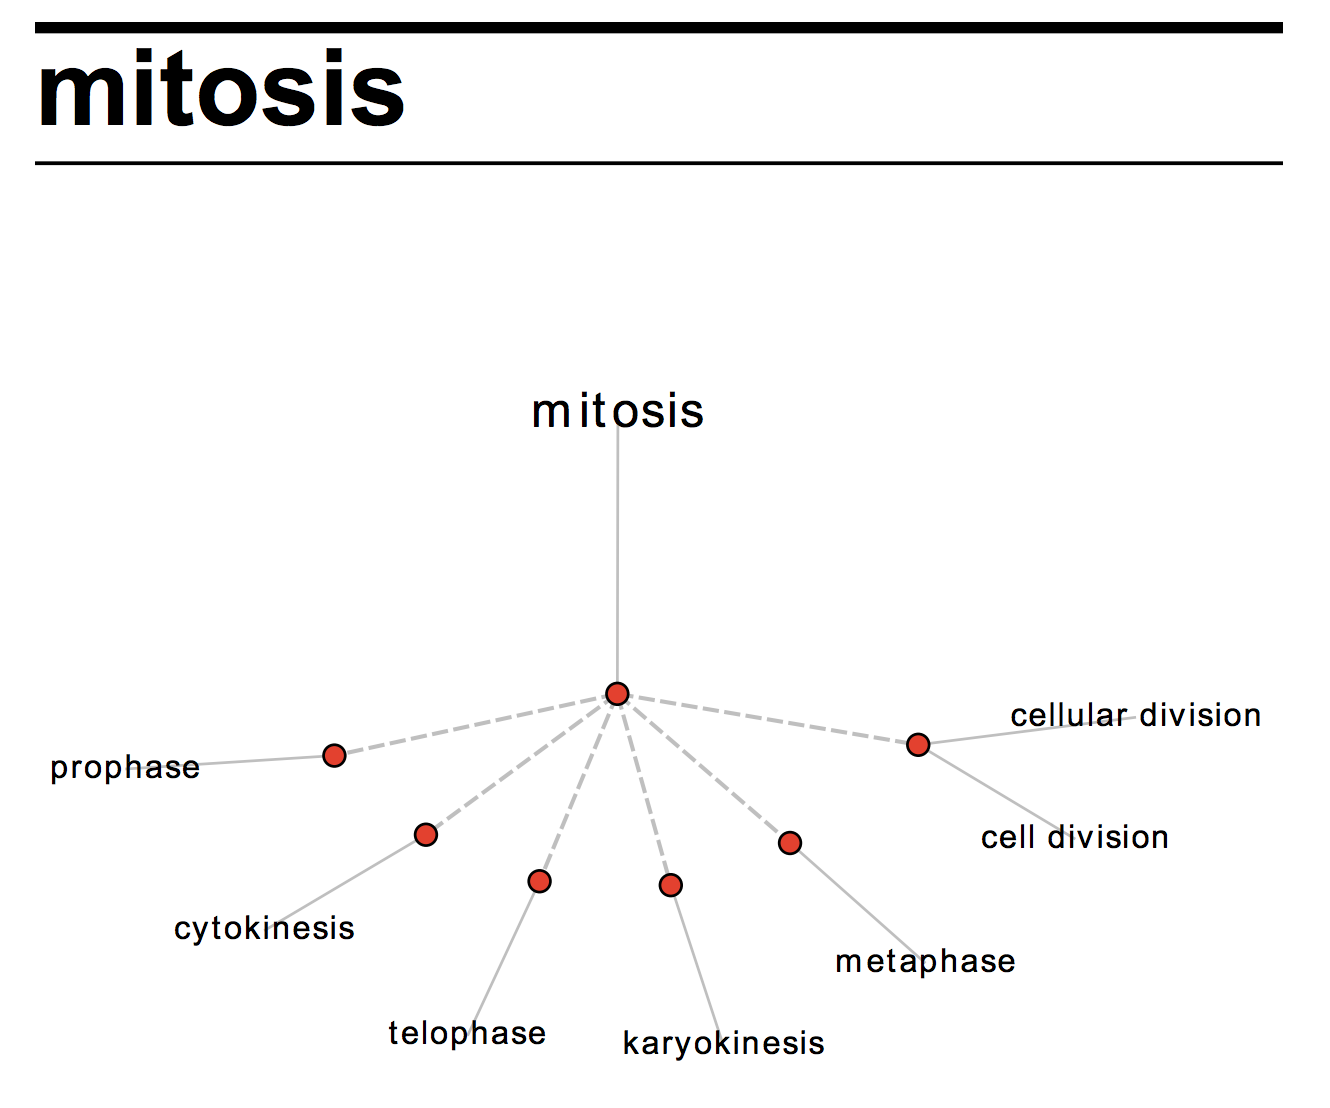 mitosis
mitosis
cellular division
prophase
cell division
cytokinesis
metaphase
telophase
karyokinesis